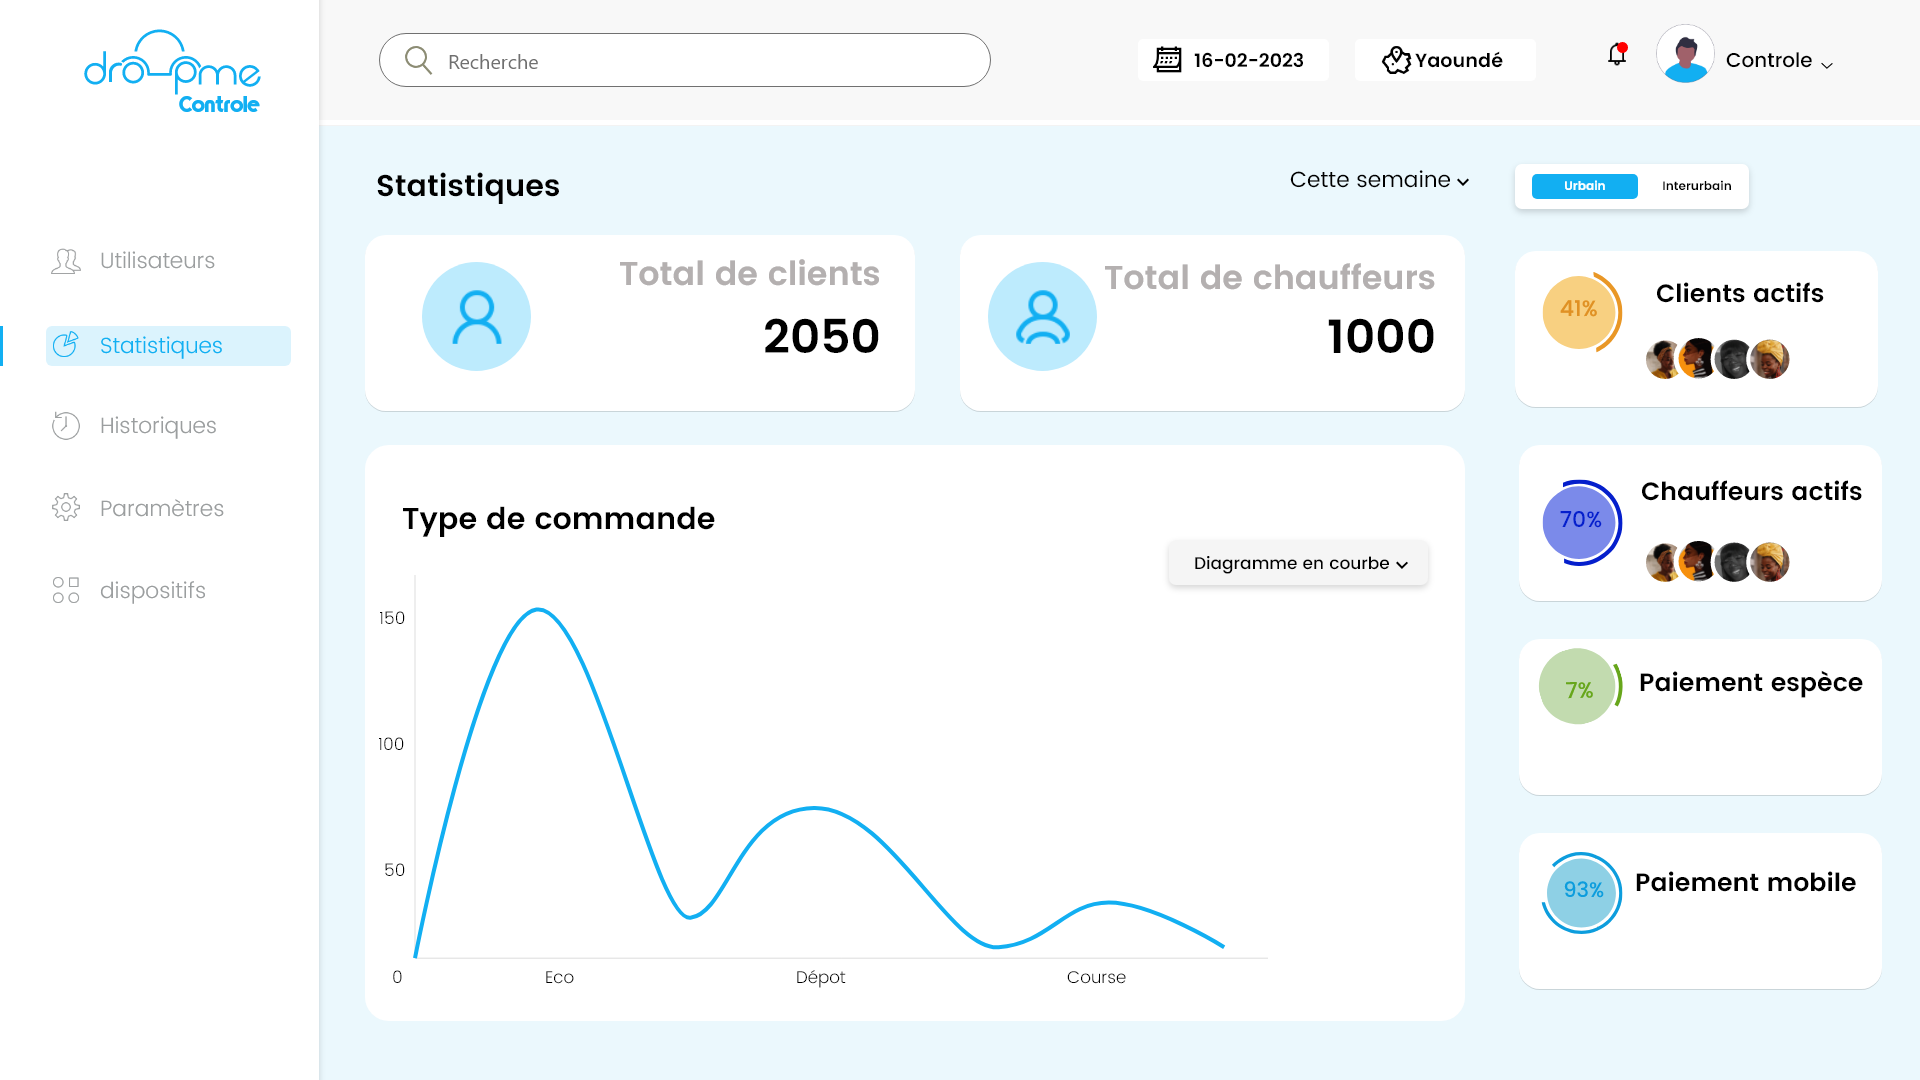 dropme
Controle
Recherche
16-02-2023
Yaoundé
Controle
Utilisateurs
Statistiques
Historiques
Paramètres
dispositifs
Statistiques
Cette semaine
Urbain
Interurbain
Total de clients
2050
Total de chauffeurs
1000
41%
Clients actifs
Type de commande
Diagramme en courbe
150
100
50
0
Eco
Dépot
Course
70%
Chauffeurs actifs
7%
Paiement espèce
93%
Paiement mobile